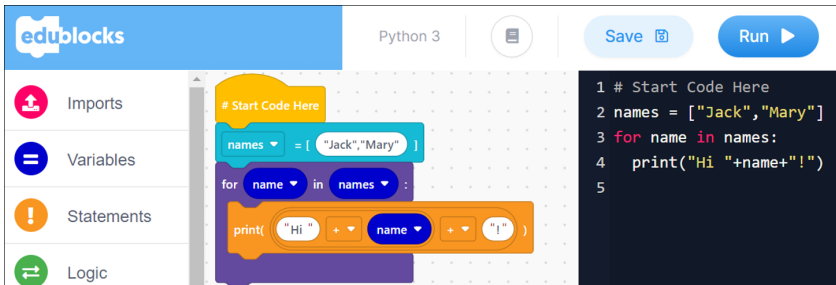 edublocks
Python 3
Save
Run
Imports
Variables
Statements
Logic
# Start Code Here
names = [ "Jack","Mary" ]
for name in names :
print( "Hi " + name + "!" )
1 # Start Code Here
2 names = ["Jack","Mary"]
3 for name in names:
4   print("Hi "+name+"!")
5